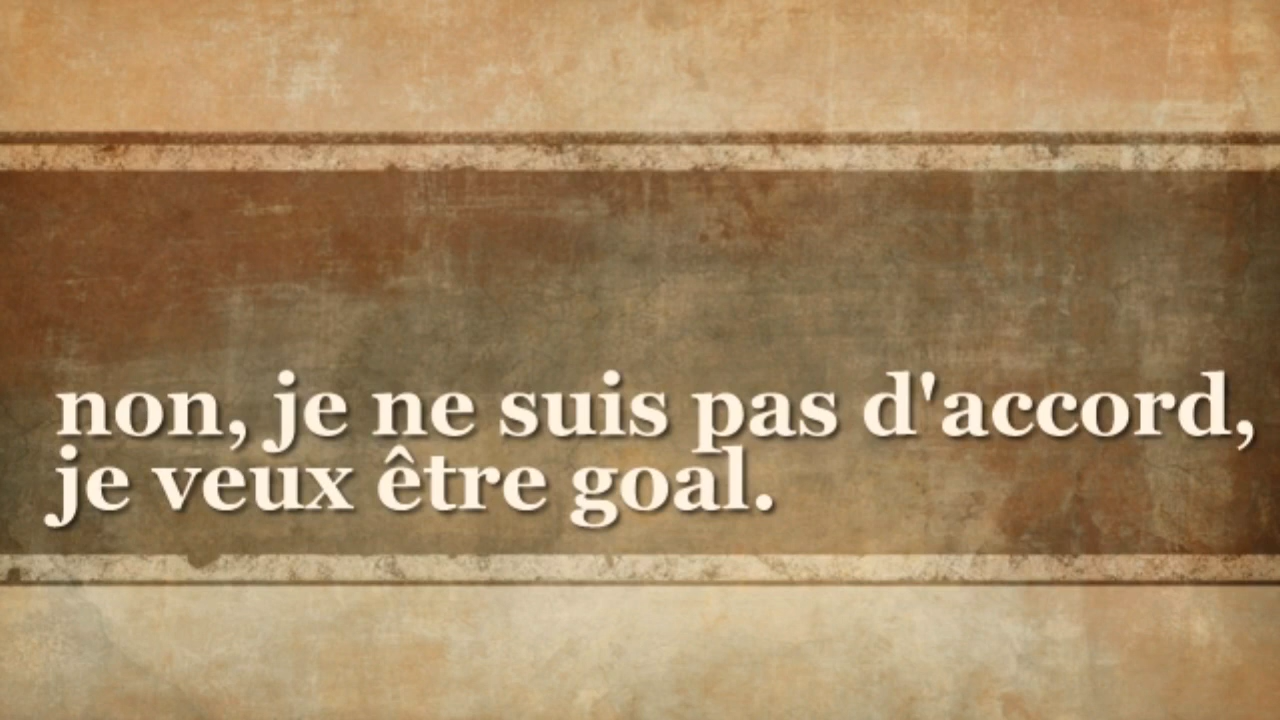 non, je ne suis pas d'accord,
je veux être goal.